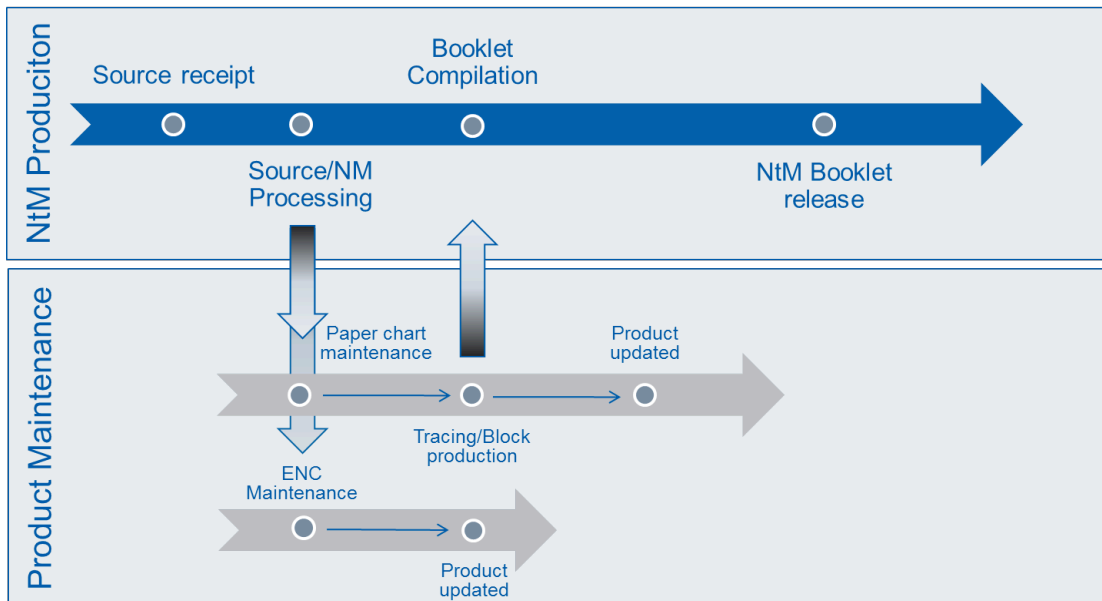 NtM Produciton
Source receipt
Booklet
Compilation
Source/NM
Processing
NtM Booklet
release
Product Maintenance
Paper chart
maintenance
Product
updated
Tracing/Block
production
ENC
Maintenance
Product
updated